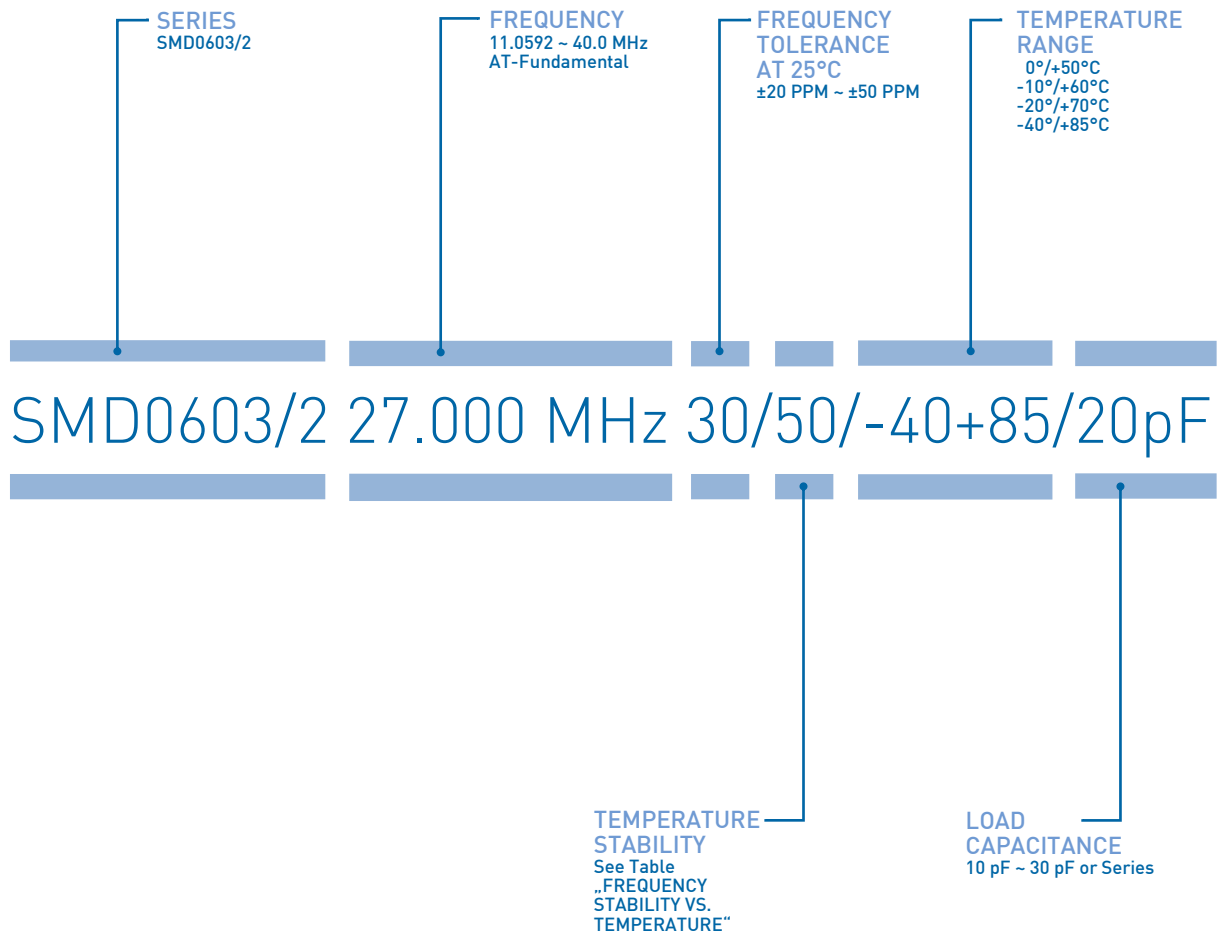 SERIES
SMD0603/2
FREQUENCY
11.0592 ~ 40.0 MHz
AT-Fundamental
FREQUENCY
TOLERANCE
AT 25°C
±20 PPM ~ ±50 PPM
TEMPERATURE
RANGE
0°/+50°C
-10°/+60°C
-20°/+70°C
-40°/+85°C
SMD0603/2 27.000 MHz 30/50/-40+85/20pF
TEMPERATURE
STABILITY
See Table
„FREQUENCY
STABILITY VS.
TEMPERATURE“
LOAD
CAPACITANCE
10 pF ~ 30 pF or Series